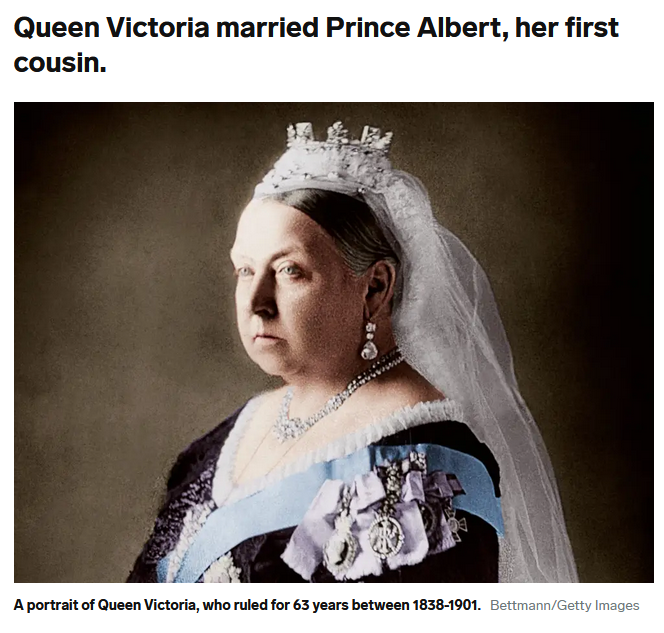 Queen Victoria married Prince Albert, her first
cousin.
A portrait of Queen Victoria, who ruled for 63 years between 1838-1901. Bettmann/Getty Images